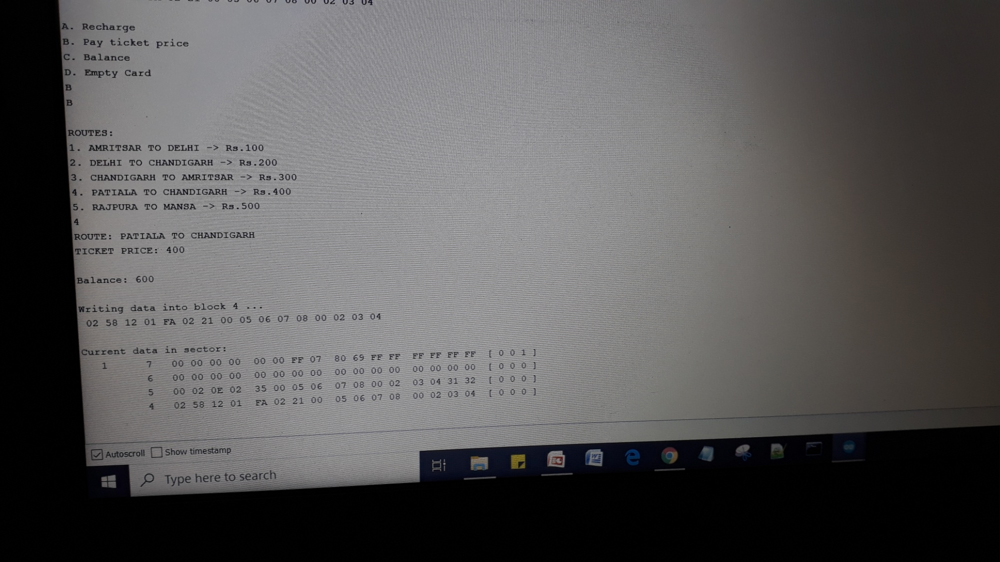 02 03 04
A. Recharge
B. Pay ticket price
C. Balance
D. Empty Card
B
B
ROUTES:
1. AMRITSAR TO DELHI -> Rs.100
2. DELHI TO CHANDIGARH -> Rs.200
3. CHANDIGARH TO AMRITSAR -> Rs.300
4. PATIALA TO CHANDIGARH -> Rs.400
5. RAJPURA TO MANSA -> Rs.500
4
ROUTE: PATIALA TO CHANDIGARH
TICKET PRICE: 400
Balance: 600
Writing data into block 4 ...
02 58 12 01 FA 02 21 00 05 06 07 08 00 02 03 04
Current data in sector:
1 7 00 00 00 00 00 00 FF 07 80 69 FF FF FF FF FF FF [ 0 0 1 ]
6 00 00 00 00 00 00 00 00 00 00 00 00 00 00 00 00 [ 0 0 0 ]
5 00 02 0E 02 35 00 05 06 07 08 00 02 03 04 31 32 [ 0 0 0 ]
4 02 58 12 01 FA 02 21 00 05 06 07 08 00 02 03 04 [ 0 0 0 ]
Autoscroll Show timestamp
Type here to search